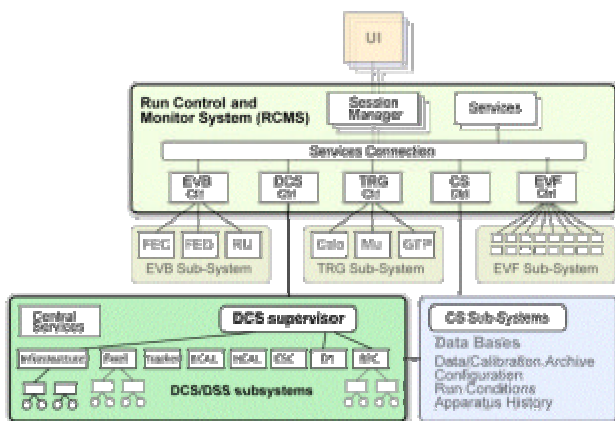 UI
Run Control and
Monitor System (RCMS)
Session
Manager
Services
Services Connection
EVB
Ctrl
DCS
Ctrl
TRG
Ctrl
CS
Ctrl
EVF
Ctrl
FEC FED RU
EVB Sub-System
Calo Mu GTP
TRG Sub-System
EVF Sub-System
Central
Services
DCS supervisor
Infrastructure Pixel Tracker ECAL HCAL CSC DT RPC
DCS/DSS subsystems
CS Sub-Systems
Data Bases
Data/Calibration Archive
Configuration
Run Conditions
Apparatus History